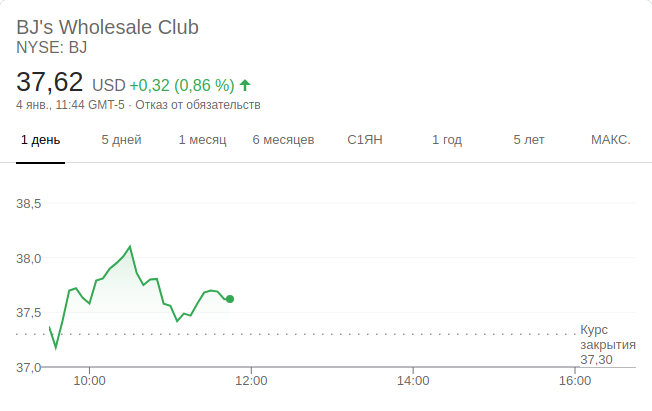 BJ's Wholesale Club
NYSE: BJ
37,62 USD +0,32 (0,86 %)
4 янв., 11:44 GMT-5 · Отказ от обязательств
1 день 5 дней 1 месяц 6 месяцев С1ЯН 1 год 5 лет МАКС.
38,5
38,0
37,5
Курс
закрытия
37,30
37,0
10:00 12:00 14:00 16:00